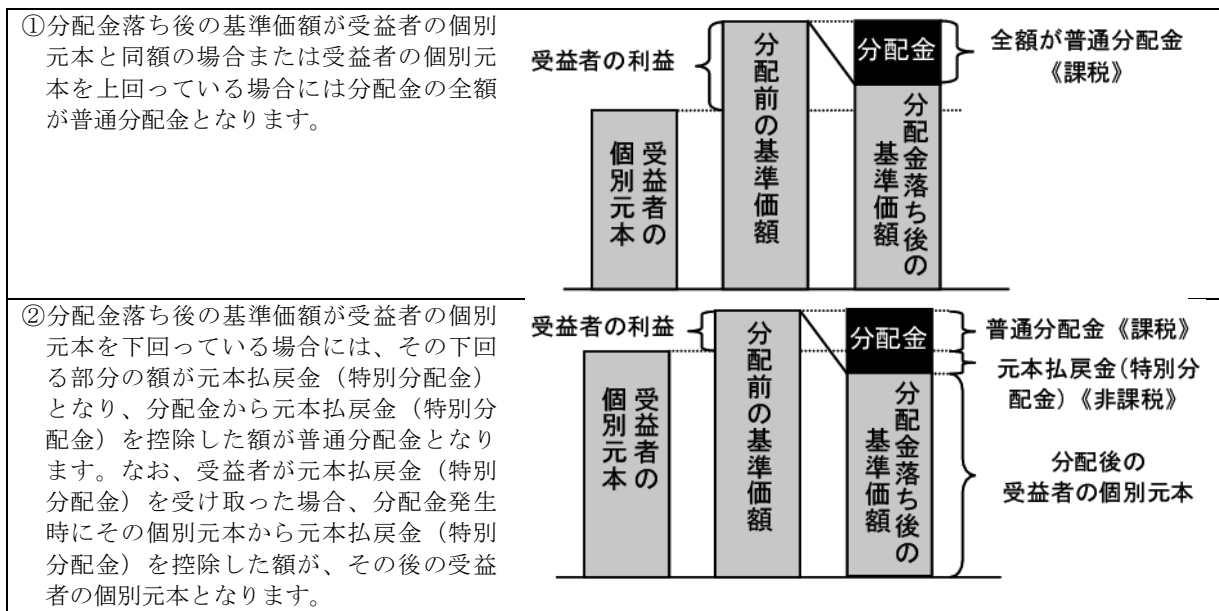 ①分配金落ち後の基準価額が受益者の個別
元本と同額の場合または受益者の個別元
本を上回っている場合には分配金の全額
が普通分配金となります。
受益者の利益
受益者の
個別元本
分配前の基準価額
分配金
分配金落ち後の
基準価額
全額が普通分配金
《課税》
②分配金落ち後の基準価額が受益者の個別
元本を下回っている場合には、その下回
る部分の額が元本払戻金（特別分配金）
となり、分配金から元本払戻金（特別分
配金）を控除した額が普通分配金となり
ます。なお、受益者が元本払戻金（特別
分配金）を受け取った場合、分配金発生
時にその個別元本から元本払戻金（特別
分配金）を控除した額が、その後の受益
者の個別元本となります。
受益者の利益
受益者の
個別元本
分配前の基準価額
分配金
分配金落ち後の
基準価額
普通分配金《課税》
元本払戻金（特別分
配金）《非課税》
分配後の
受益者の個別元本